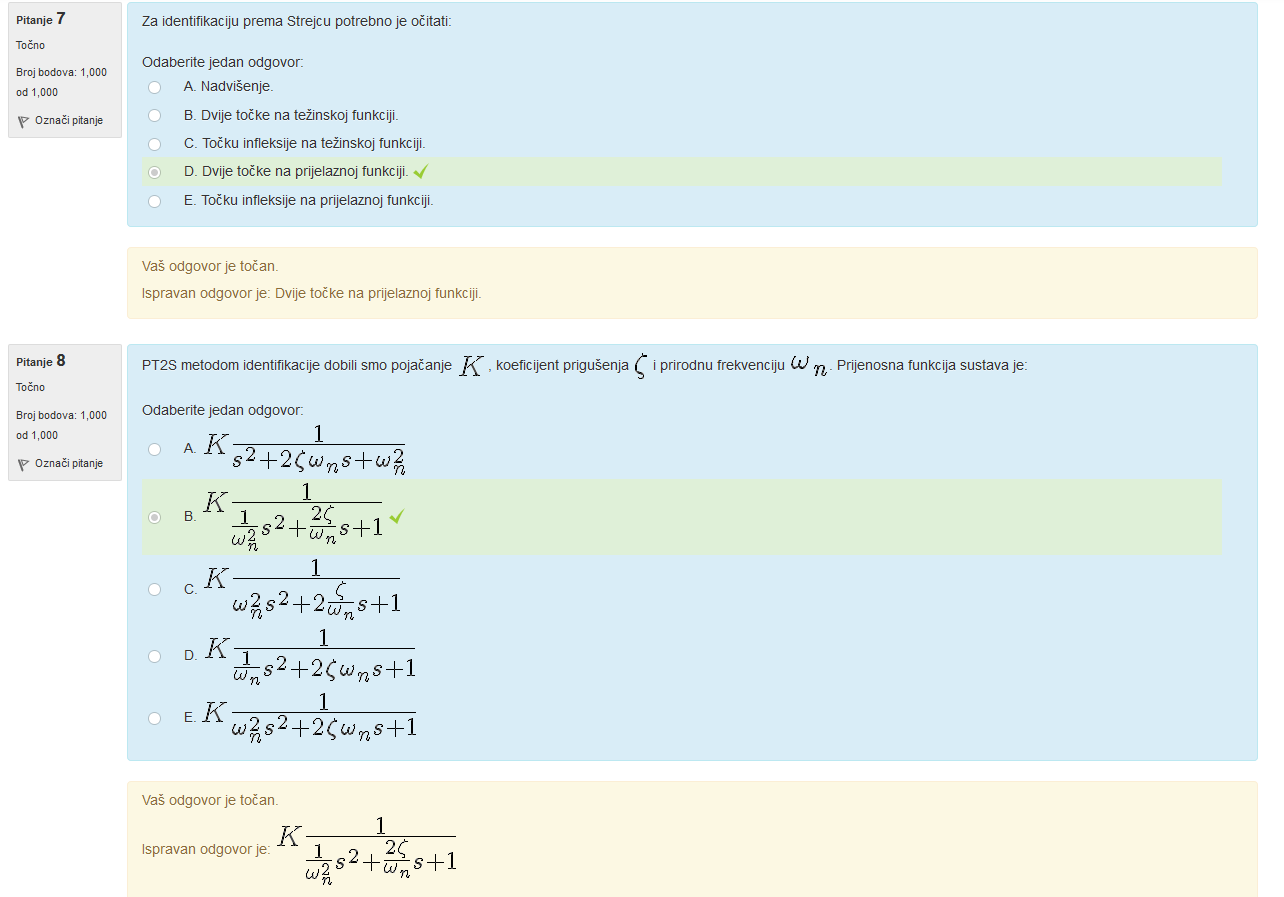 Pitanje 7
Točno
Broj bodova: 1,000
od 1,000
Označi pitanje
Za identifikaciju prema Strejcu potrebno je očitati:
Odaberite jedan odgovor:
A. Nadvišenje.
B. Dvije točke na težinskoj funkciji.
C. Točku infleksije na težinskoj funkciji.
D. Dvije točke na prijelaznoj funkciji.
E. Točku infleksije na prijelaznoj funkciji.
Vaš odgovor je točan.
Ispravan odgovor je: Dvije točke na prijelaznoj funkciji.
Pitanje 8
Točno
Broj bodova: 1,000
od 1,000
Označi pitanje
PT2S metodom identifikacije dobili smo pojačanje $K$ , koeficijent prigušenja $\zeta$ i prirodnu frekvenciju $\omega_n$. Prijenosna funkcija sustava je:
Odaberite jedan odgovor:
A. $K\frac{1}{s^2+2\zeta\omega_n s+\omega_n^2}$
B. $K\frac{1}{\frac{1}{\omega_n^2}s^2+\frac{2\zeta}{\omega_n}s+1}$
C. $K\frac{1}{\omega_n^2 s^2+2\frac{\zeta}{\omega_n}s+1}$
D. $K\frac{1}{\frac{1}{\omega_n}s^2+2\zeta\omega_n s+1}$
E. $K\frac{1}{\omega_n^2 s^2+2\zeta\omega_n s+1}$
Vaš odgovor je točan.
Ispravan odgovor je: $K\frac{1}{\frac{1}{\omega_n^2}s^2+\frac{2\zeta}{\omega_n}s+1}$